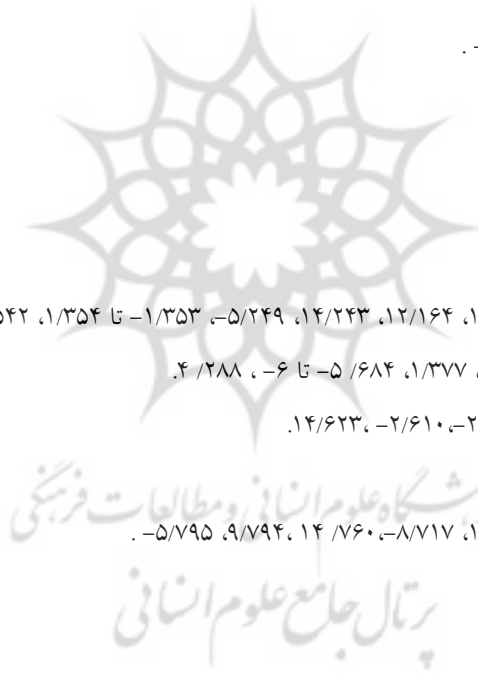 . –
۱، ۱۲/۱۶۴، ۱۴/۲۴۳، ۵/۲۴۹–، ۱/۳۵۳– تا ۱/۳۵۴، ۵۴۲
، ۱/۳۷۷، ۶۸۴/ ۵– تا ۶– ، ۲۸۸/ ۴.
۲–،۲/۶۱۰–، ۱۴/۶۲۳.
شگاه علوم انسانی و مطالعات فرهنگی
۱، ۸/۷۱۷–،۷۶۰/ ۱۴ ،۹/۷۹۴، ۵/۷۹۵– .
پرتال جامع علوم انسانی